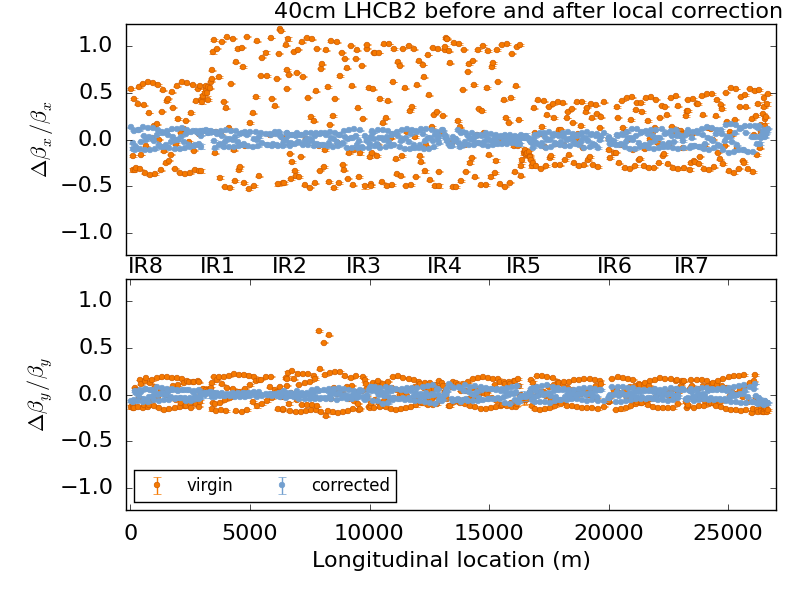 40cm LHCB2 before and after local correction
1.0
0.5
0.0
−0.5
−1.0
Δβx/βx
IR8 IR1 IR2 IR3 IR4 IR5 IR6 IR7
1.0
0.5
0.0
−0.5
−1.0
Δβy/βy
virgin corrected
0 5000 10000 15000 20000 25000
Longitudinal location (m)